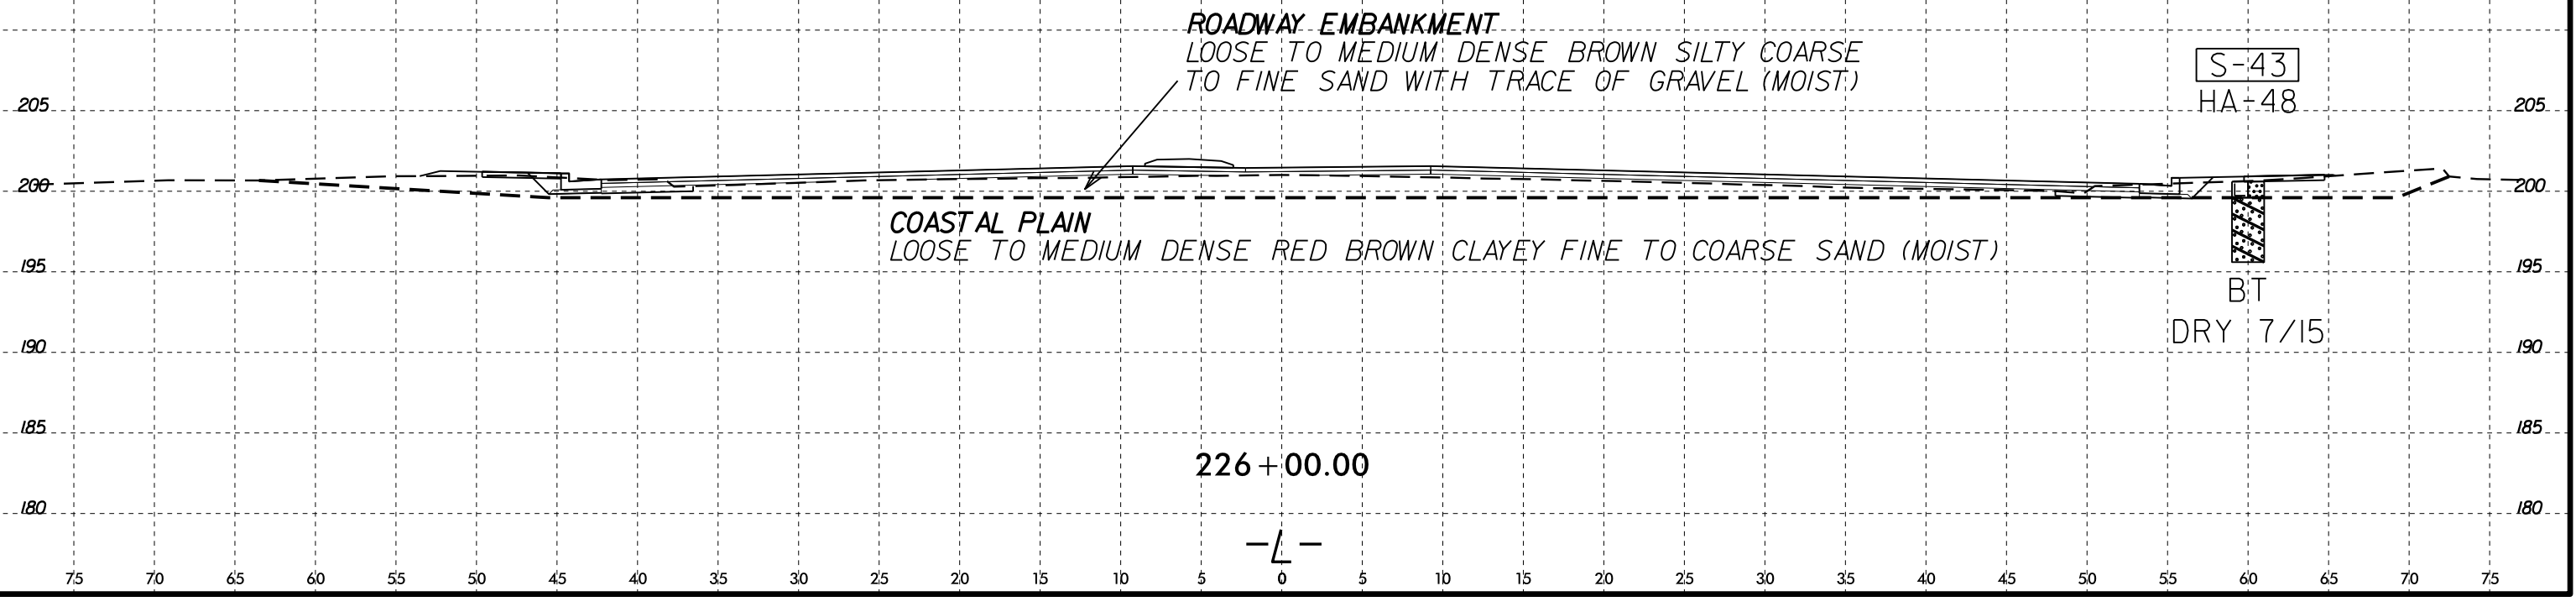 ROADWAY EMBANKMENT
LOOSE TO MEDIUM DENSE BROWN SILTY COARSE
TO FINE SAND WITH TRACE OF GRAVEL (MOIST)
S-43
HA-48
205 205
200 200
COASTAL PLAIN
LOOSE TO MEDIUM DENSE RED BROWN CLAYEY FINE TO COARSE SAND (MOIST)
195 195
BT
DRY 7/15
190 190
185 185
226+00.00
180 180
-L-
75 70 65 60 55 50 45 40 35 30 25 20 15 10 5 0 5 10 15 20 25 30 35 40 45 50 55 60 65 70 75